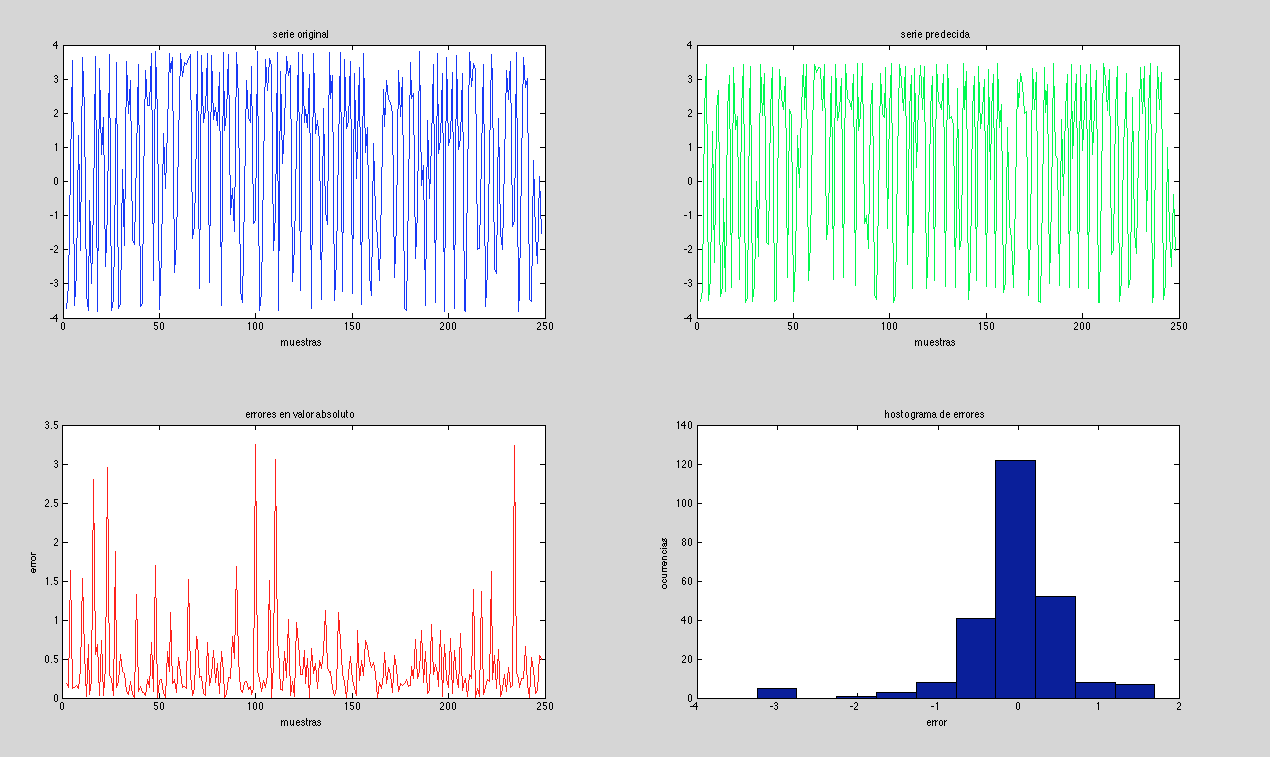 serie original
4
3
2
1
0
-1
-2
-3
-4
0 50 100 150 200 250
muestras
serie predecida
4
3
2
1
0
-1
-2
-3
-4
0 50 100 150 200 250
muestras
errores en valor absoluto
3.5
3
2.5
2
1.5
1
0.5
0
error
0 50 100 150 200 250
muestras
hostograma de errores
140
120
100
80
60
40
20
0
ocurrencias
-4 -3 -2 -1 0 1 2
error